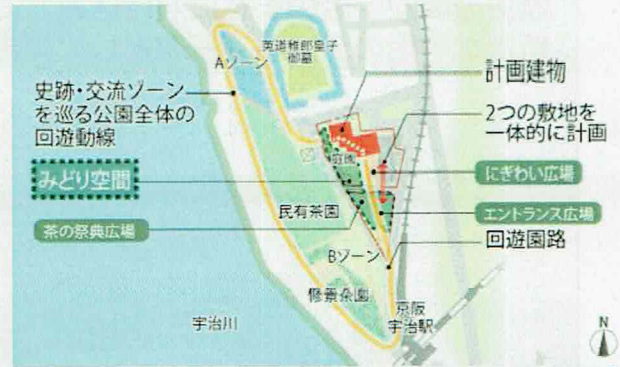 Aゾーン
菟道稚郎皇子
御墓
史跡・交流ゾーン
を巡る公園全体の
回遊動線
みどり空間
茶の祭典広場
計画建物
2つの敷地を
一体的に計画
にぎわい広場
エントランス広場
回遊園路
庭園
民有茶園
Bゾーン
修景茶園
宇治川
京阪
宇治駅
N